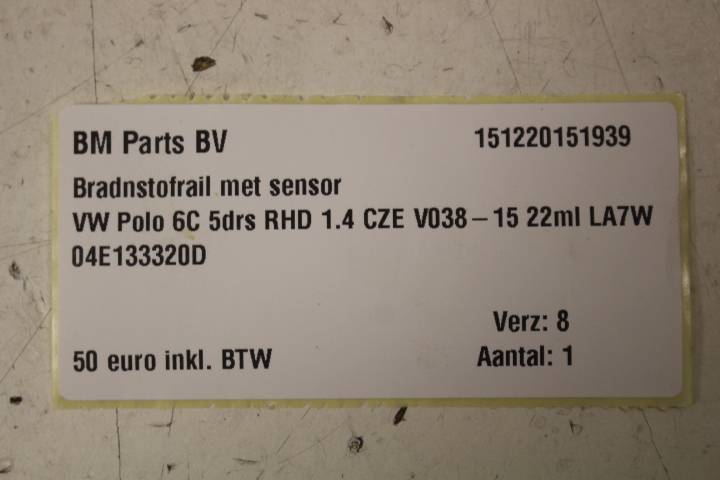 BM Parts BV 151220151939
Bradnstofrail met sensor
VW Polo 6C 5drs RHD 1.4 CZE V038-15 22ml LA7W
04E133320D
Verz: 8
50 euro inkl. BTW Aantal: 1